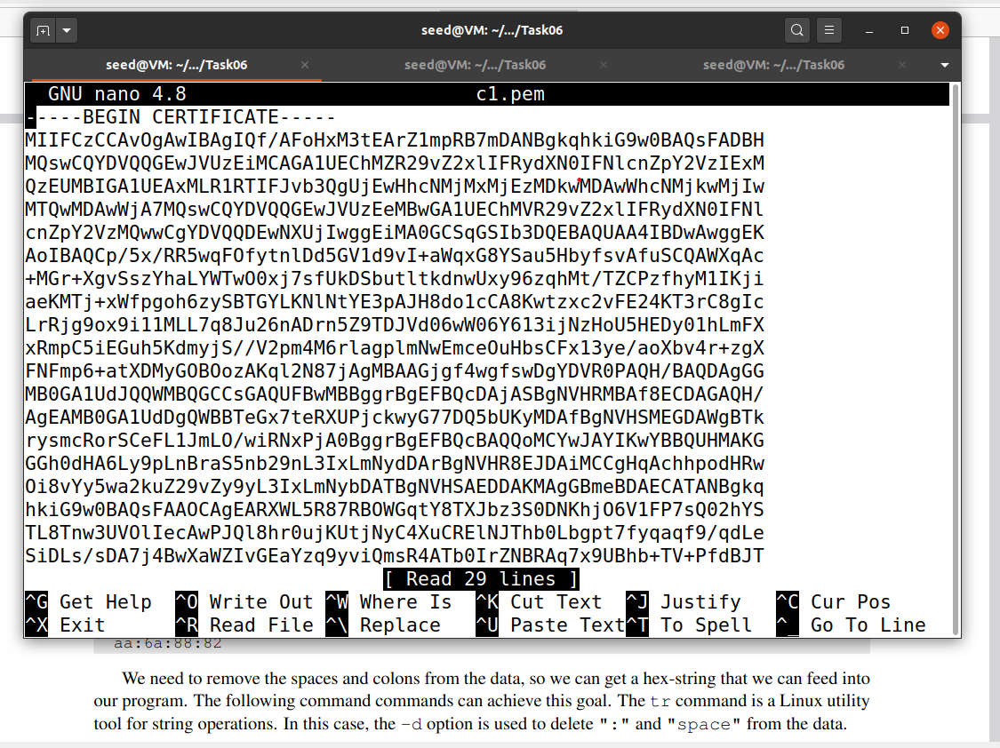 seed@VM: ~/.../Task06
seed@VM: ~/.../Task06 × seed@VM: ~/.../Task06 × seed@VM: ~/.../Task06 ×
GNU nano 4.8 c1.pem
-----BEGIN CERTIFICATE-----
MIIFCzCCAvOgAwIBAgIQf/AFoHxM3tEArZ1mpRB7mDANBgkqhkiG9w0BAQsFADBH
MQswCQYDVQQGEwJVUzEiMCAGA1UEChMZR29vZ2xlIFRydXN0IFNlcnZpY2VzIExM
QzEUMBIGA1UEAxMLR1RTIFJvb3QgUjEwHhcNMjMxMjEzMDkwMDAwWhcNMjkwMjIw
MTQwMDAwWjA7MQswCQYDVQQGEwJVUzEeMBwGA1UEChMVR29vZ2xlIFRydXN0IFNl
cnZpY2VzMQwwCgYDVQQDEwNXUjIwggEiMA0GCSqGSIb3DQEBAQUAA4IBDwAwggEK
AoIBAQCp/5x/RR5wqFOfytnlDd5GV1d9vI+aWqxG8YSau5HbyfsvAfuSCQAWXqAc
+MGr+XgvSszYhaLYWTwO0xj7sfUkDSbutltkdnwUxy96zqhMt/TZCPzfhyM1IKji
aeKMTj+xWfpgoh6zySBTGYLKNlNtYE3pAJH8do1cCA8Kwtzxc2vFE24KT3rC8gIc
LrRjg9ox9i11MLL7q8Ju26nADrn5Z9TDJVd06wW06Y613ijNzHoU5HEDy01hLmFX
xRmpC5iEGuh5KdmyjS//V2pm4M6rlagplmNwEmceOuHbsCFx13ye/aoXbv4r+zgX
FNFmp6+atXDMyGOBOozAKql2N87jAgMBAAGjgf4wgfswDgYDVR0PAQH/BAQDAgGG
MB0GA1UdJQQWMBQGCCsGAQUFBwMBBggrBgEFBQcDAjASBgNVHRMBAf8ECDAGAQH/
AgEAMB0GA1UdDgQWBBTeGx7teRXUPjckwyG77DQ5bUKyMDAfBgNVHSMEGDAWgBTk
rysmcRorSCeFL1JmLO/wiRNxPjA0BggrBgEFBQcBAQQoMCYwJAYIKwYBBQUHMAKG
GGh0dHA6Ly9pLnBraS5nb29nL3IxLmNydDArBgNVHR8EJDAiMCCgHqAchhpodHRw
Oi8vYy5wa2kuZ29vZy9yL3IxLmNybDATBgNVHSAEDDAKMAgGBmeBDAECATANBgkq
hkiG9w0BAQsFAAOCAgEARXWL5R87RBOWGqtY8TXJbz3S0DNKhjO6V1FP7sQ02hYS
TL8Tnw3UVOlIecAwPJQl8hr0ujKUtjNyC4XuCRElNJThb0Lbgpt7fyqaqf9/qdLe
SiDLs/sDA7j4BwXaWZIvGEaYzq9yviQmsR4ATb0IrZNBRAq7x9UBhb+TV+PfdBJT
[ Read 29 lines ]
^G Get Help ^O Write Out ^W Where Is ^K Cut Text ^J Justify ^C Cur Pos
^X Exit ^R Read File ^\ Replace ^U Paste Text ^T To Spell ^_ Go To Line
aa:6a:88:82
We need to remove the spaces and colons from the data, so we can get a hex-string that we can feed into
our program. The following command commands can achieve this goal. The tr command is a Linux utility
tool for string operations. In this case, the -d option is used to delete ":" and "space" from the data.